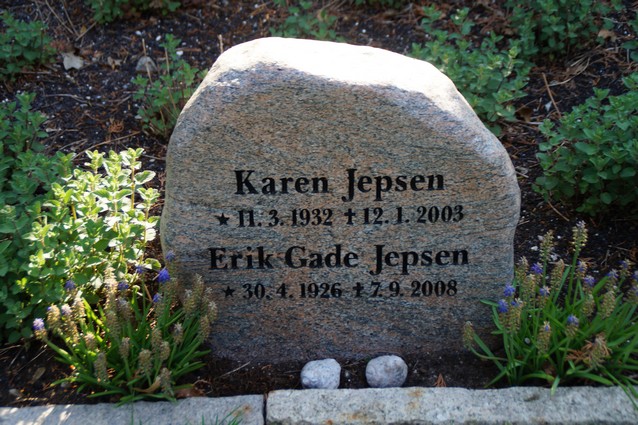 Karen Jepsen
★ 11. 3. 1932 ✝ 12. 1. 2003
Erik Gade Jepsen
★ 30. 4. 1926 ✝ 7. 9. 2008